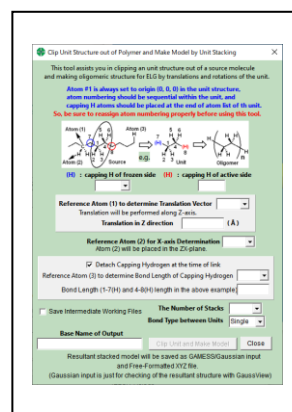 Clip Unit Structure out of Polymer and Make Model by Unit Stacking
This tool assists you in clipping an unit structure out of a source molecule
and making oligomeric structure for ELG by translations and rotations of the unit.
Atom #1 is always set to origin (0, 0, 0) in the unit structure,
atom numbering should be sequential within the unit, and
capping H atoms should be placed at the end of atom list of th unit.
So, be sure to reassign atom numbering properly before using this tool.
Atom (1)
Atom (3)
Atom (2)
Source
e.g.
Unit
Oligomer
(H) : capping H of frozen side (H) : capping H of active side
Reference Atom (1) to determine Translation Vector
Translation will be performed along Z-axis.
Translation in Z direction (Å)
Reference Atom (2) for X-axis Determination
Atom (2) will be placed in the ZX-plane.
Detach Capping Hydrogen at the time of link
Reference Atom (3) to determine Bond Length of Capping Hydrogen
Bond Length (1-7(H) and 4-8(H) length in the above example)
Save Intermediate Working Files
The Number of Stacks
Bond Type between Units Single
Base Name of Output
Clip Unit and Make Model Close
Resultant stacked model will be saved as GAMESS/Gaussian input
and Free-Formatted XYZ file.
(Gaussian input is just for checking of the resultant structure with GaussView)